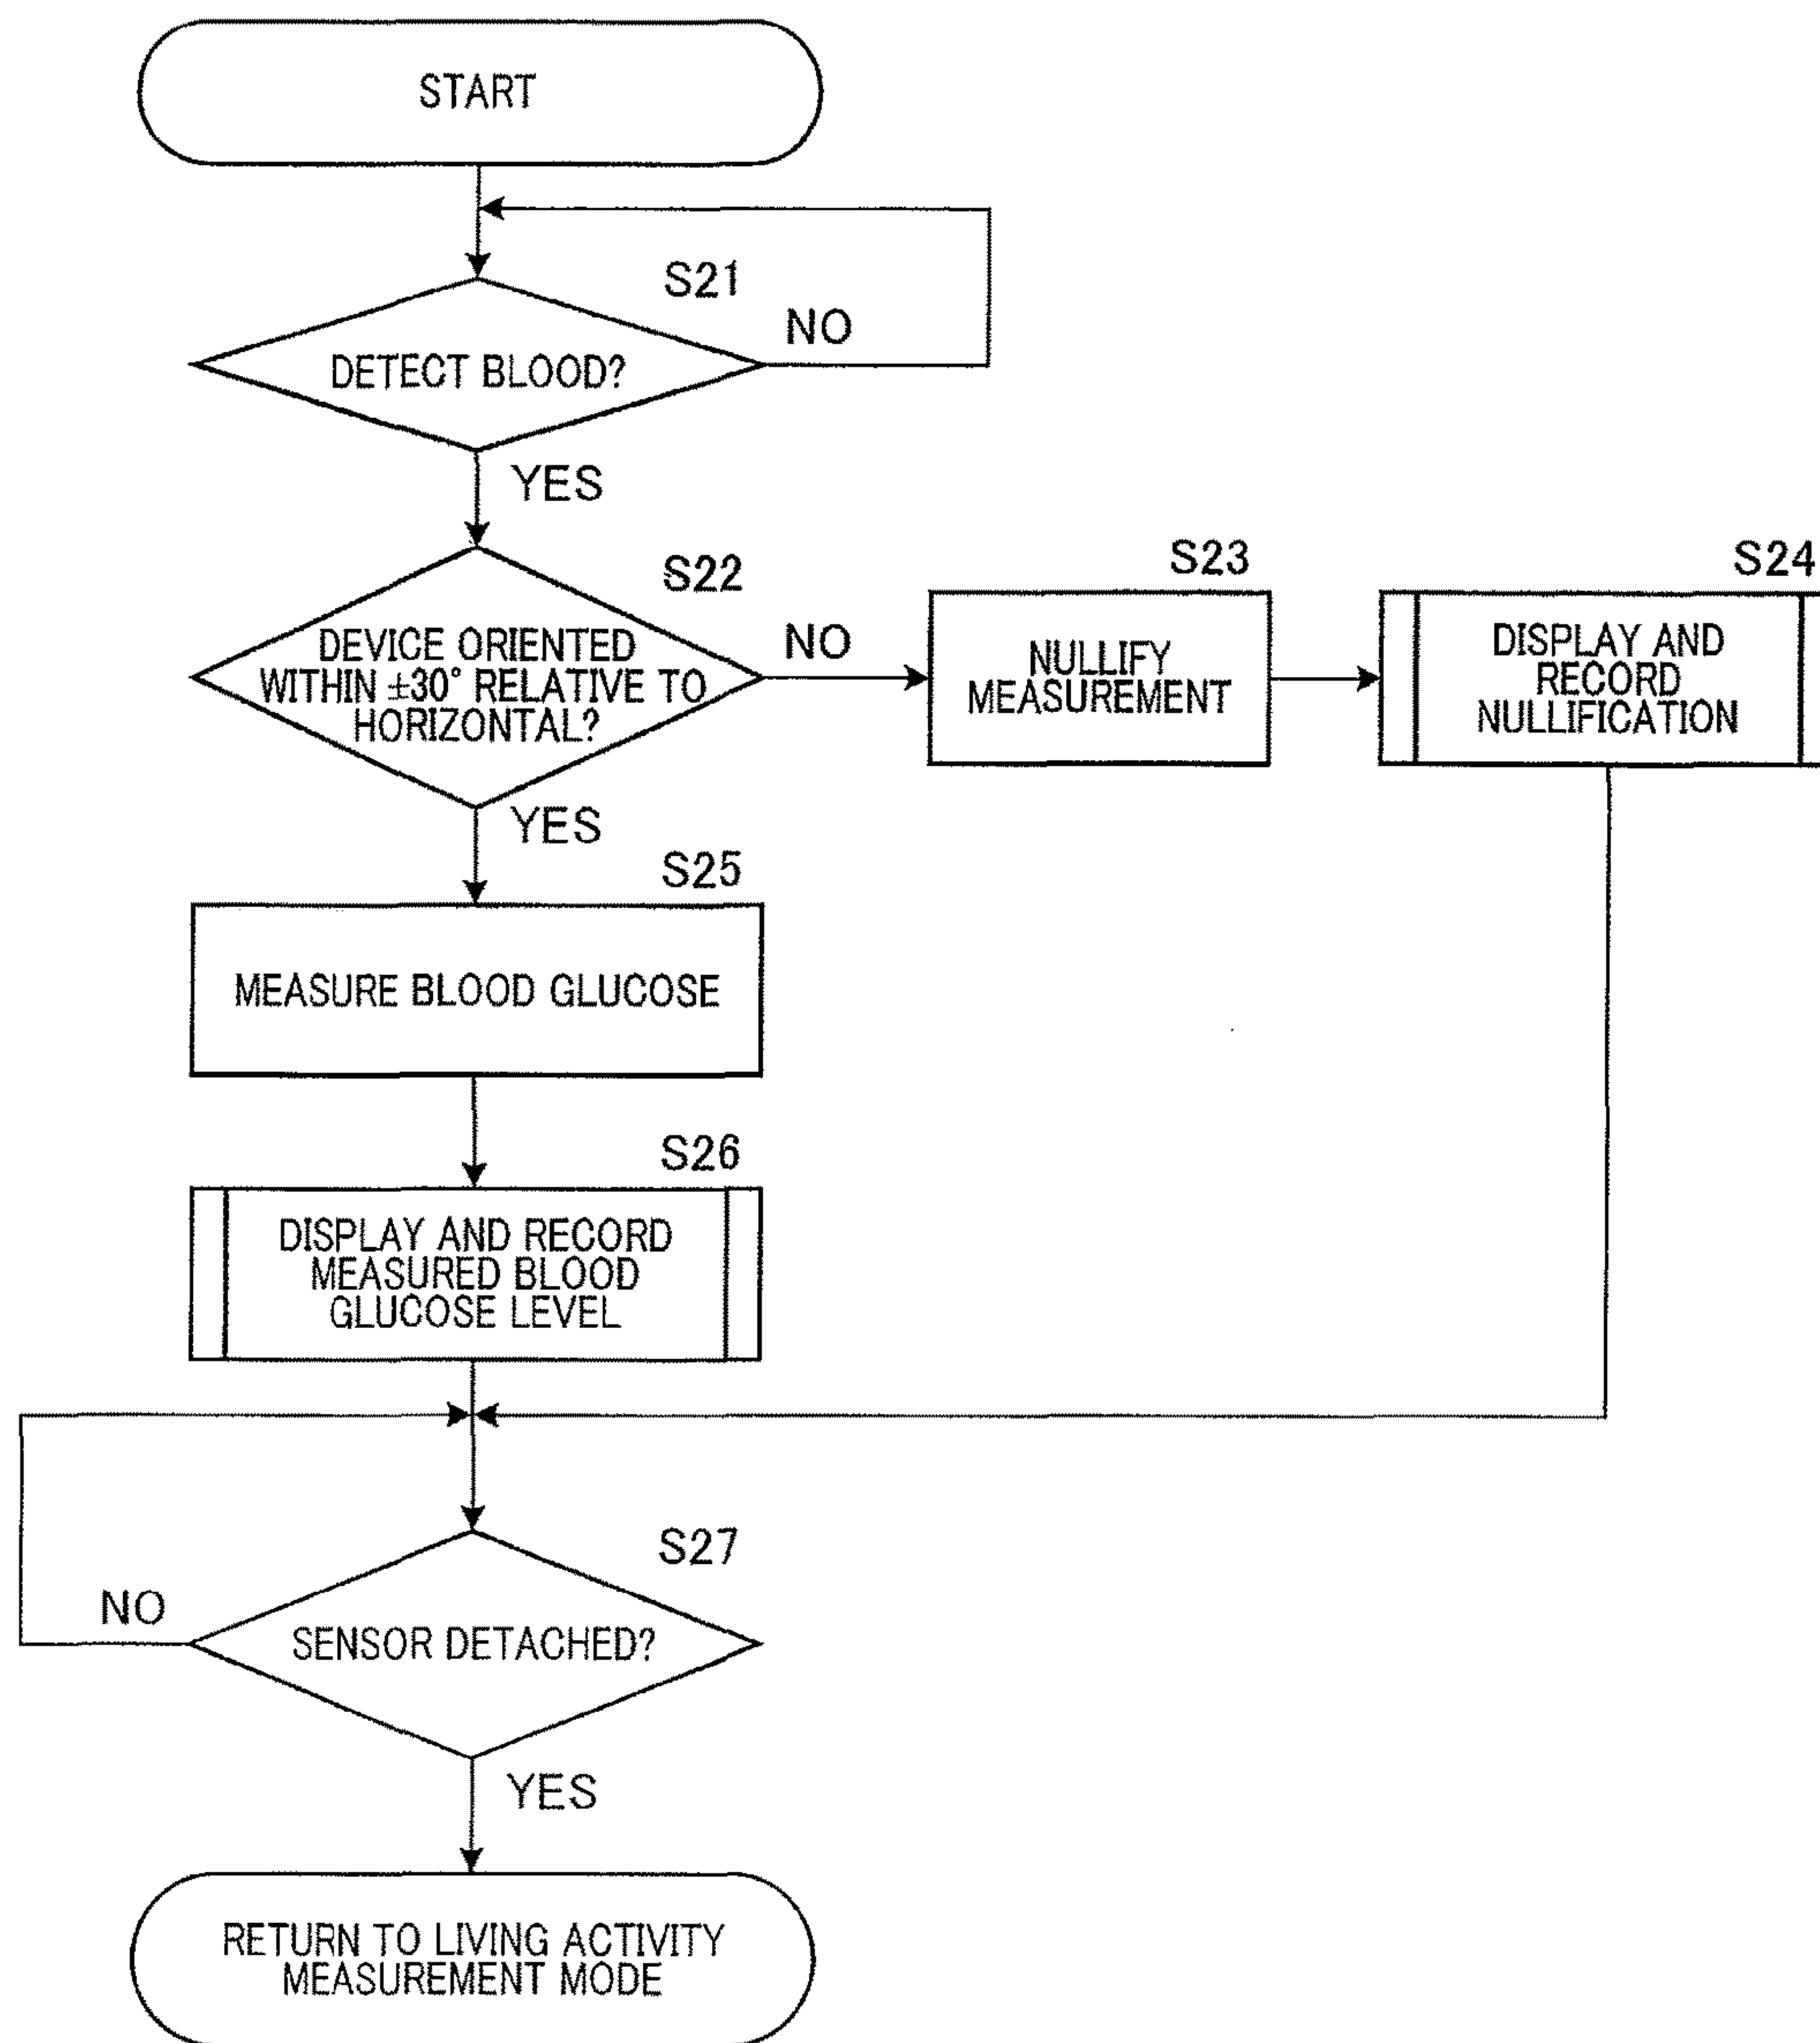 START
S21
NO
DETECT BLOOD?
YES
S22
DEVICE ORIENTED
WITHIN ±30° RELATIVE TO
HORIZONTAL?
NO
S23
NULLIFY
MEASUREMENT
S24
DISPLAY AND
RECORD
NULLIFICATION
YES
S25
MEASURE BLOOD GLUCOSE
S26
DISPLAY AND RECORD
MEASURED BLOOD
GLUCOSE LEVEL
S27
NO
SENSOR DETACHED?
YES
RETURN TO LIVING ACTIVITY
MEASUREMENT MODE